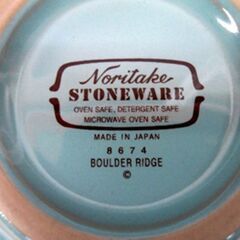 Noritake
STONEWARE
OVEN SAFE, DETERGENT SAFE
MICROWAVE OVEN SAFE
MADE IN JAPAN
8674
BOULDER RIDGE
©